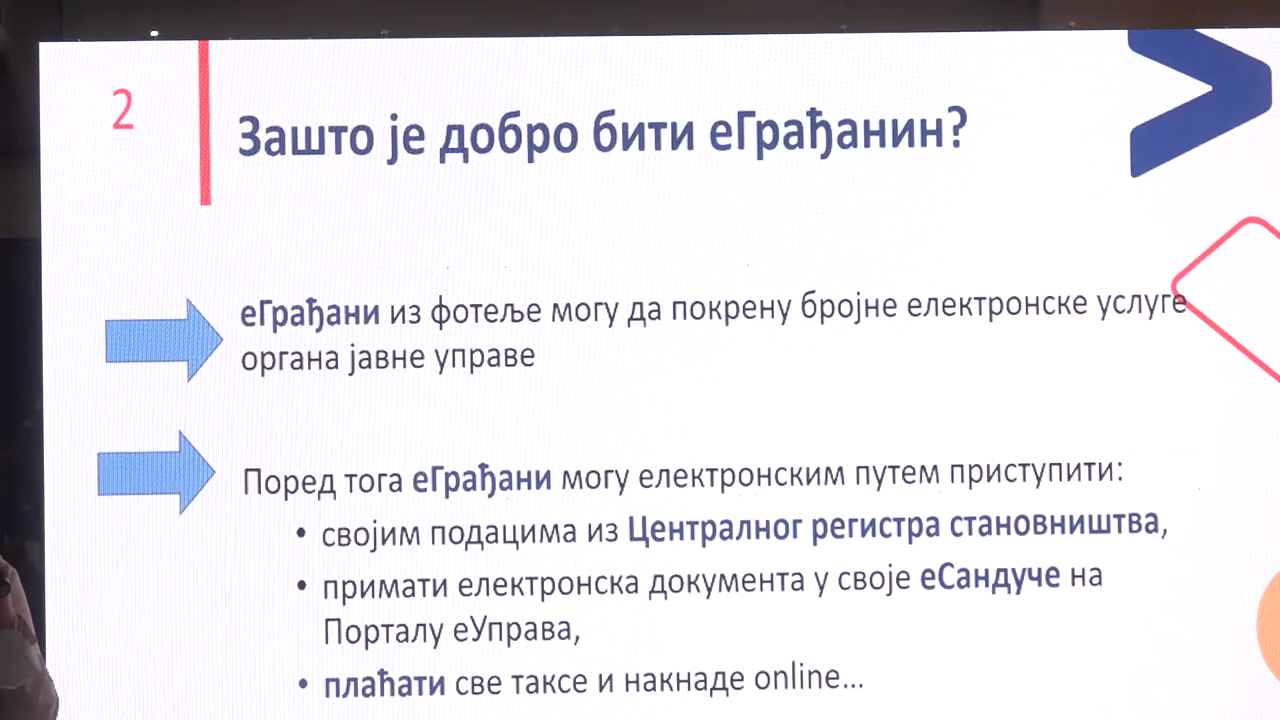 2
Зашто је добро бити еГрађанин?
еГрађани из фотеље могу да покрену бројне електронске услуге
органа јавне управе
Поред тога еГрађани могу електронским путем приступити:
• својим подацима из Централног регистра становништва,
• примати електронска документа у своје еСандуче на
Порталу еУправа,
• плаћати све таксе и накнаде online...